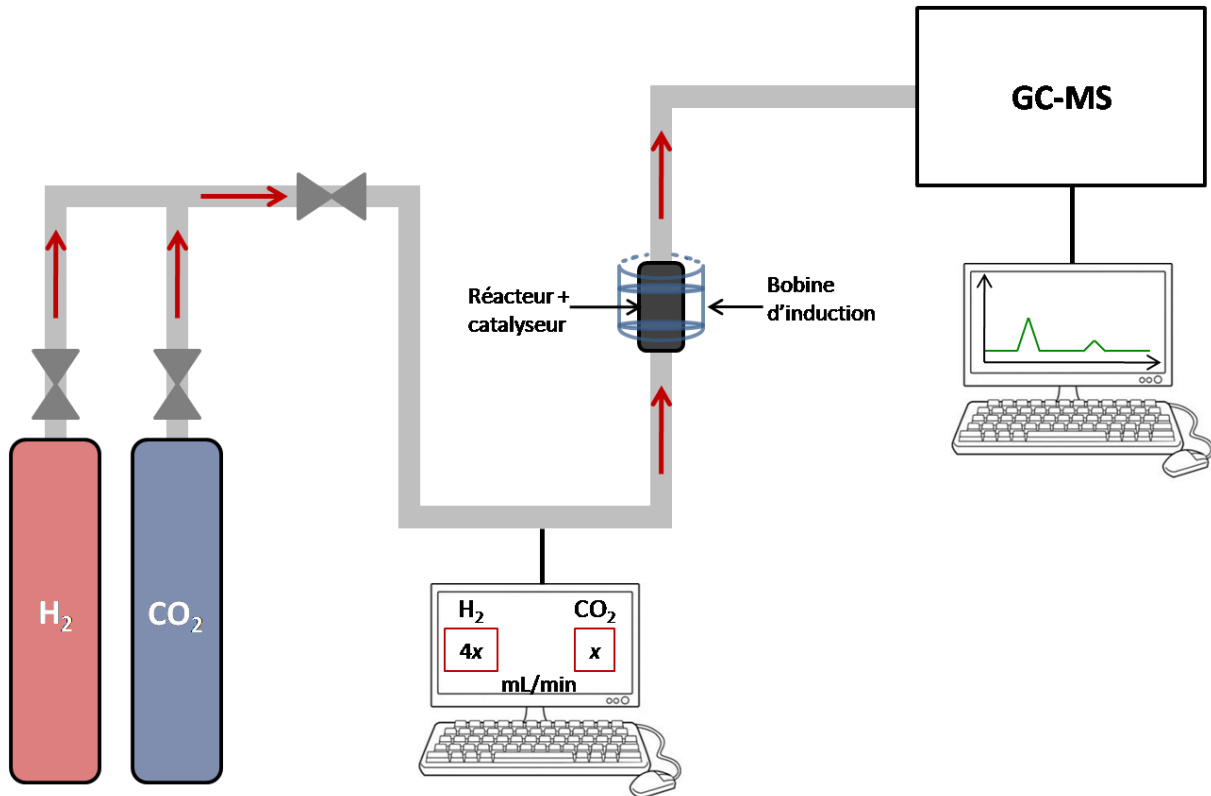 GC-MS
Réacteur +
catalyseur
Bobine
d'induction
H₂
CO₂
H₂ CO₂
4x x
mL/min